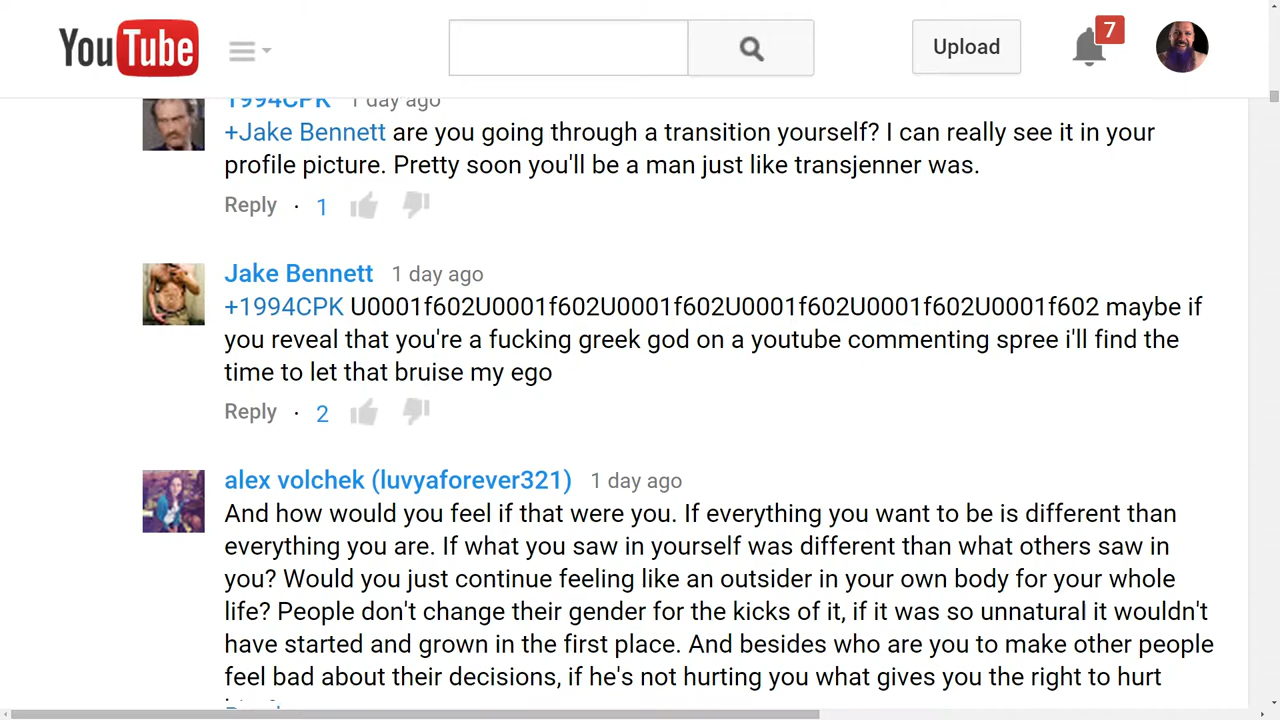 YouTube
Upload
7
1994CPK 1 day ago
+Jake Bennett are you going through a transition yourself? I can really see it in your
profile picture. Pretty soon you'll be a man just like transjenner was.
Reply · 1
Jake Bennett 1 day ago
+1994CPK U0001f602U0001f602U0001f602U0001f602U0001f602U0001f602 maybe if
you reveal that you're a fucking greek god on a youtube commenting spree i'll find the
time to let that bruise my ego
Reply · 2
alex volchek (luvyaforever321) 1 day ago
And how would you feel if that were you. If everything you want to be is different than
everything you are. If what you saw in yourself was different than what others saw in
you? Would you just continue feeling like an outsider in your own body for your whole
life? People don't change their gender for the kicks of it, if it was so unnatural it wouldn't
have started and grown in the first place. And besides who are you to make other people
feel bad about their decisions, if he's not hurting you what gives you the right to hurt